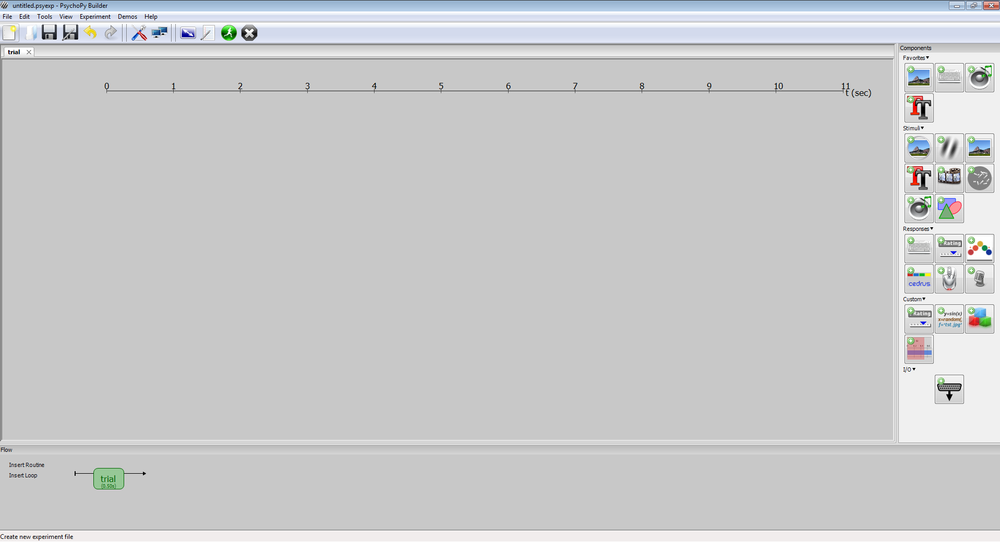 untitled.psyexp - PsychoPy Builder
File Edit Tools View Experiment Demos Help
trial
Components
Favorites
0 1 2 3 4 5 6 7 8 9 10 11
t (sec)
Stimuli
Responses
Rating
cedrus
Custom
Rating
y=sin(x)
x=random(,
f='tst.jpg'
I/O
Flow
Insert Routine
Insert Loop
trial
(0.50s)
Create new experiment file